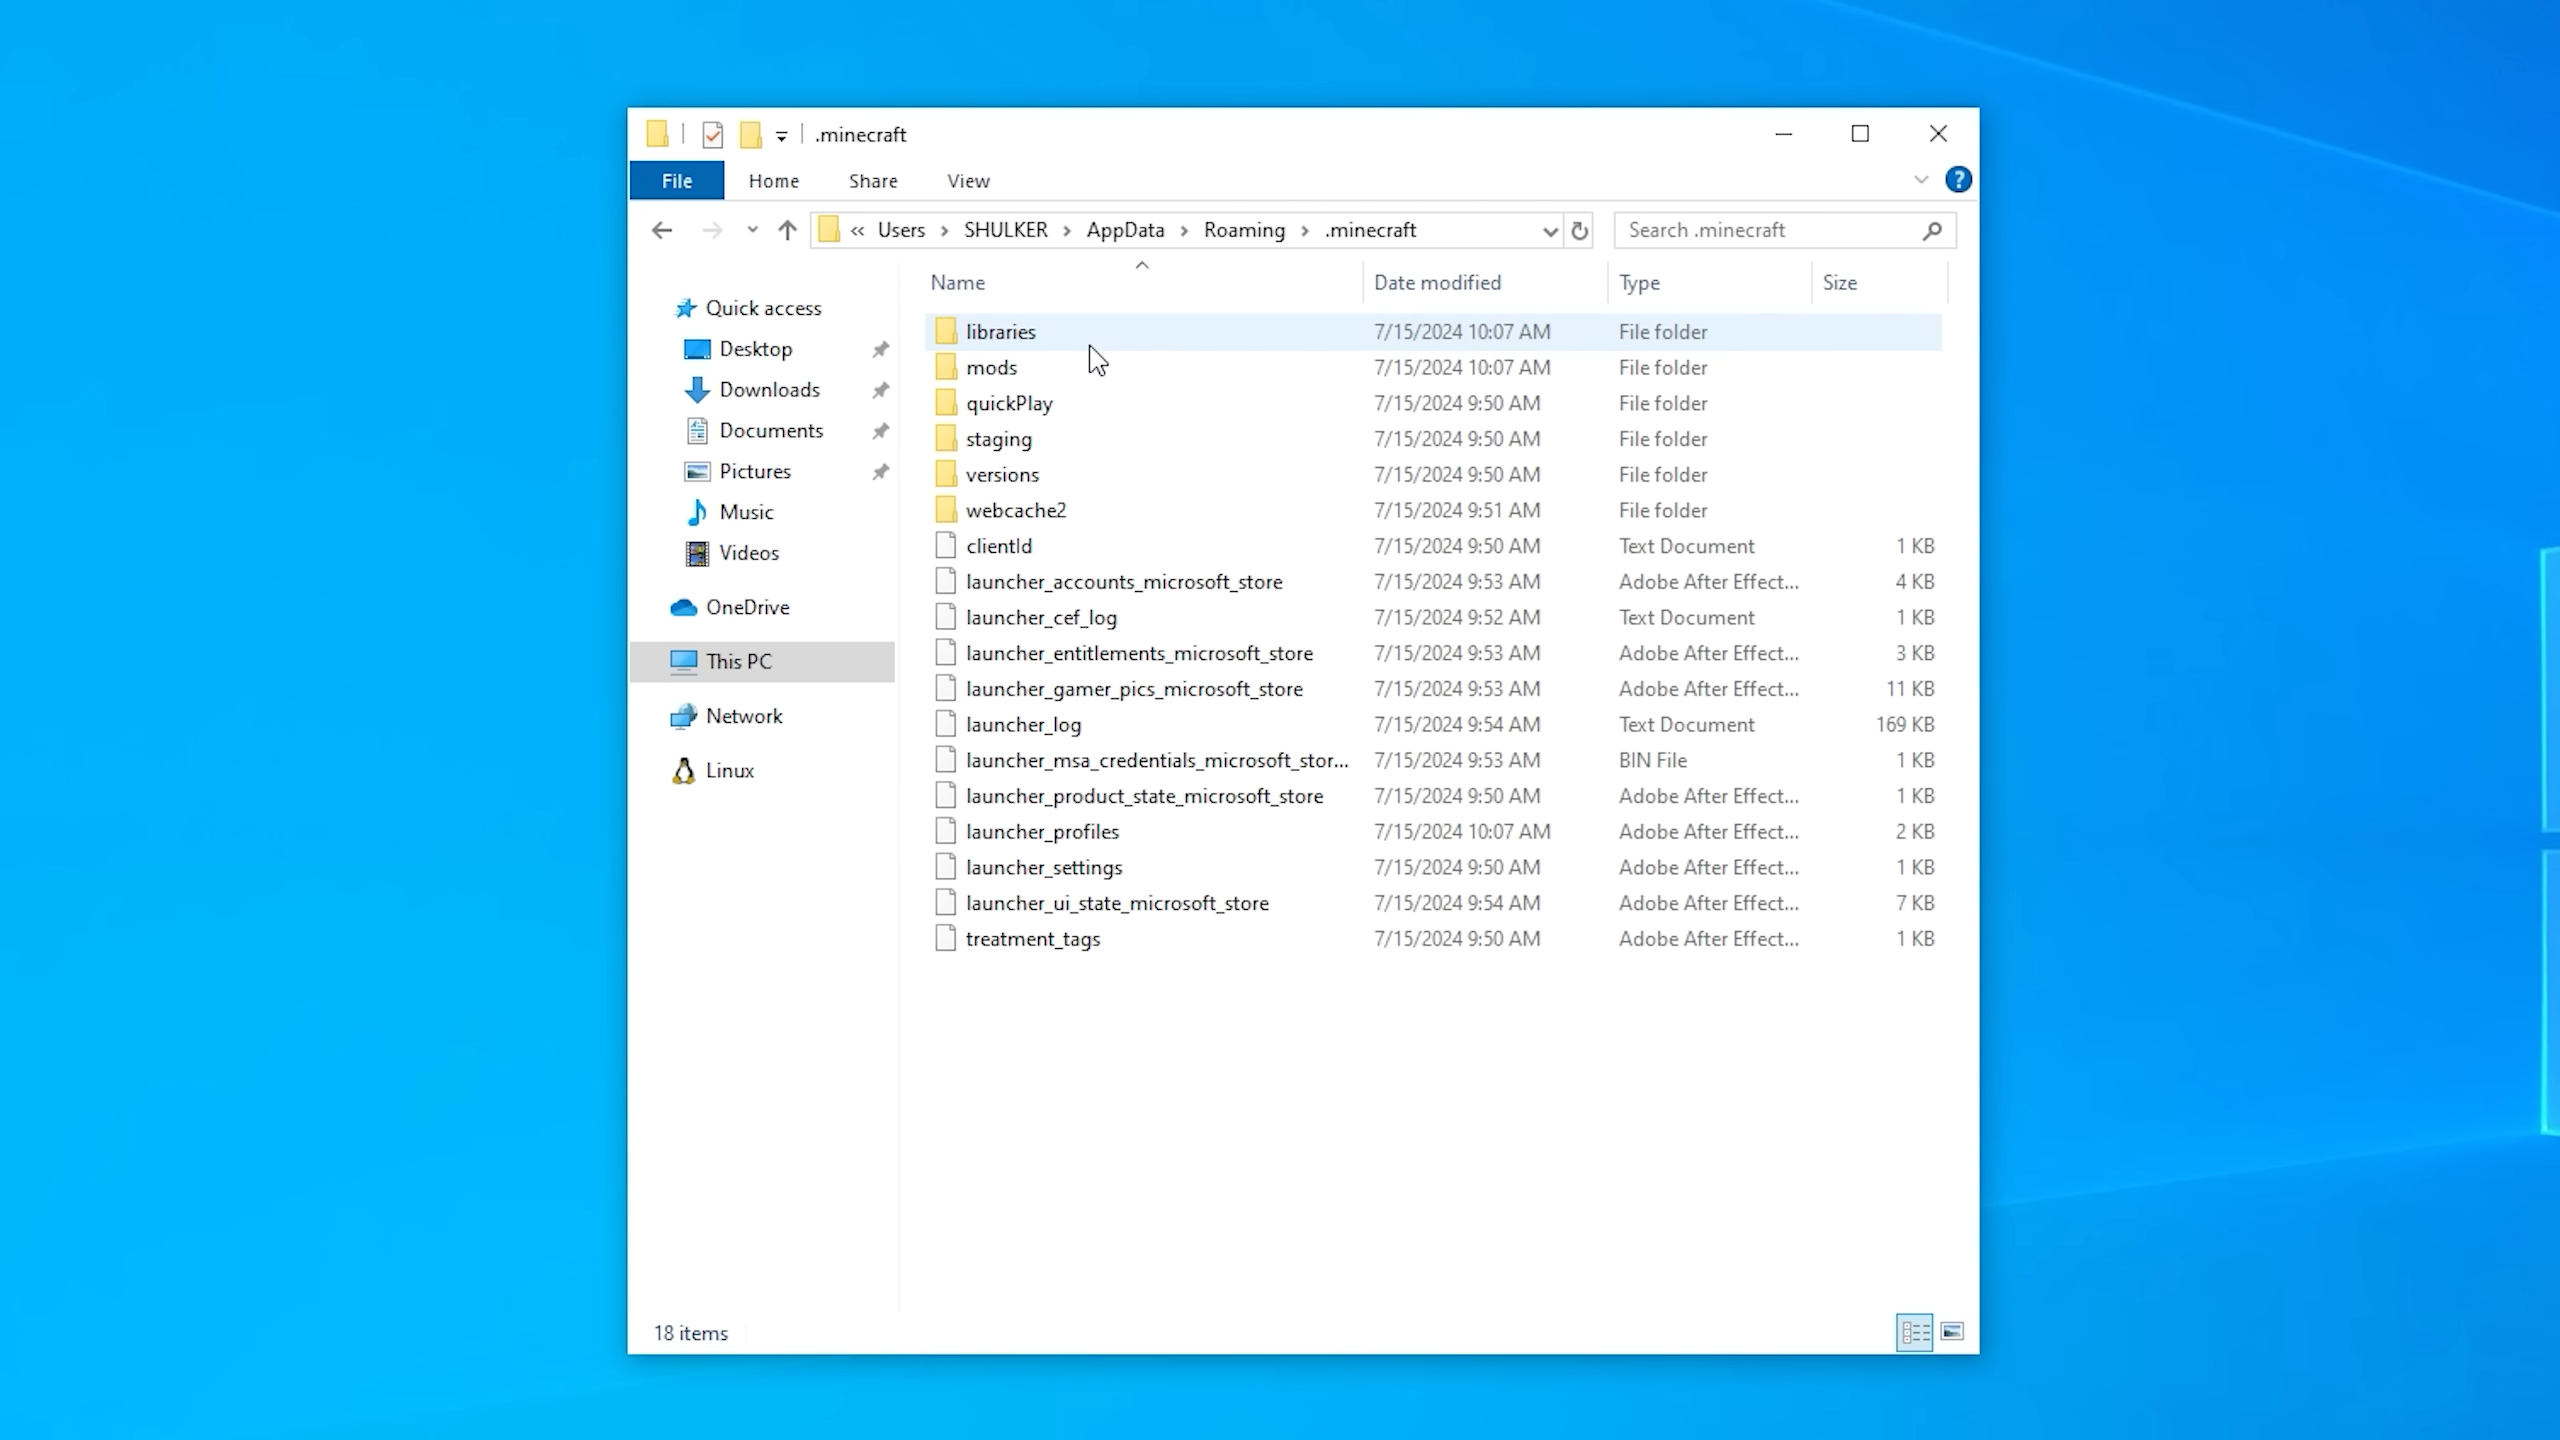 .minecraft
File Home Share View ?
« Users › SHULKER › AppData › Roaming › .minecraft Search .minecraft
Name Date modified Type Size
Quick access
Desktop
Downloads
Documents
Pictures
Music
Videos
OneDrive
This PC
Network
Linux
libraries 7/15/2024 10:07 AM File folder
mods 7/15/2024 10:07 AM File folder
quickPlay 7/15/2024 9:50 AM File folder
staging 7/15/2024 9:50 AM File folder
versions 7/15/2024 9:50 AM File folder
webcache2 7/15/2024 9:51 AM File folder
clientId 7/15/2024 9:50 AM Text Document 1 KB
launcher_accounts_microsoft_store 7/15/2024 9:53 AM Adobe After Effect... 4 KB
launcher_cef_log 7/15/2024 9:52 AM Text Document 1 KB
launcher_entitlements_microsoft_store 7/15/2024 9:53 AM Adobe After Effect... 3 KB
launcher_gamer_pics_microsoft_store 7/15/2024 9:53 AM Adobe After Effect... 11 KB
launcher_log 7/15/2024 9:54 AM Text Document 169 KB
launcher_msa_credentials_microsoft_stor... 7/15/2024 9:53 AM BIN File 1 KB
launcher_product_state_microsoft_store 7/15/2024 9:50 AM Adobe After Effect... 1 KB
launcher_profiles 7/15/2024 10:07 AM Adobe After Effect... 2 KB
launcher_settings 7/15/2024 9:50 AM Adobe After Effect... 1 KB
launcher_ui_state_microsoft_store 7/15/2024 9:54 AM Adobe After Effect... 7 KB
treatment_tags 7/15/2024 9:50 AM Adobe After Effect... 1 KB
18 items